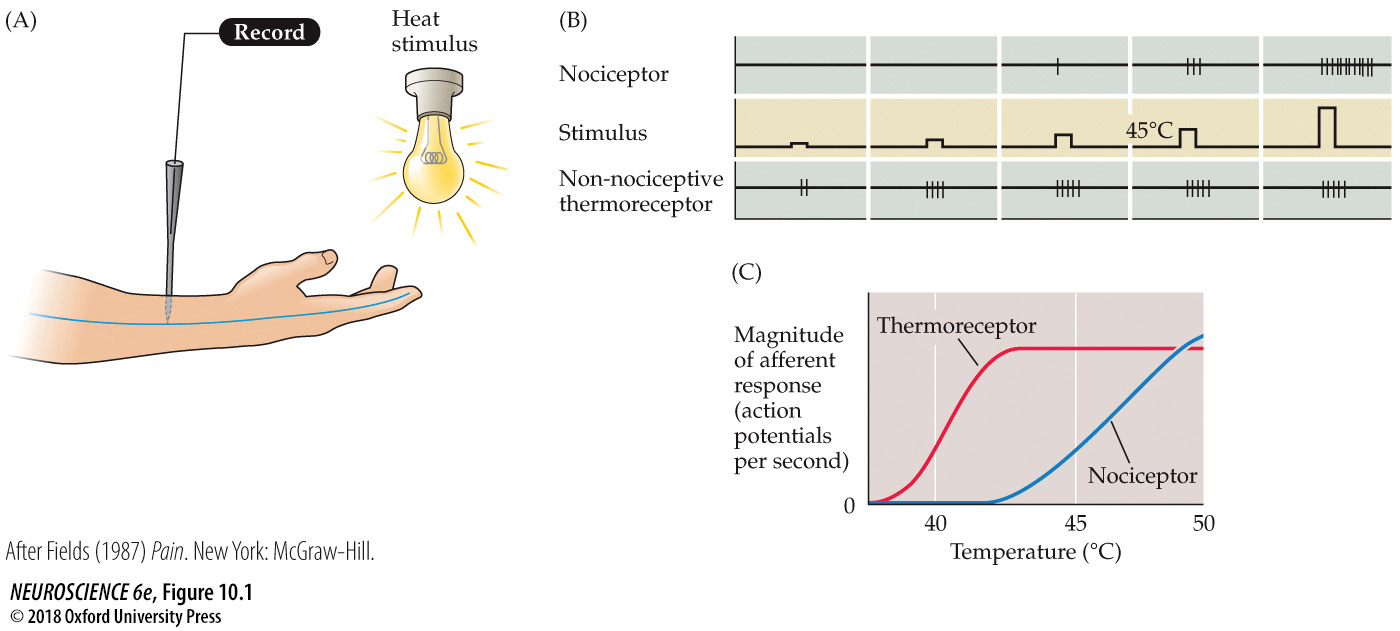 (A)
Record
Heat
stimulus
(B)
Nociceptor
Stimulus
45°C
Non-nociceptive
thermoreceptor
(C)
Magnitude
of afferent
response
(action
potentials
per second)
Thermoreceptor
Nociceptor
0
40 45 50
Temperature (°C)
After Fields (1987) Pain. New York: McGraw-Hill.
NEUROSCIENCE 6e, Figure 10.1
© 2018 Oxford University Press